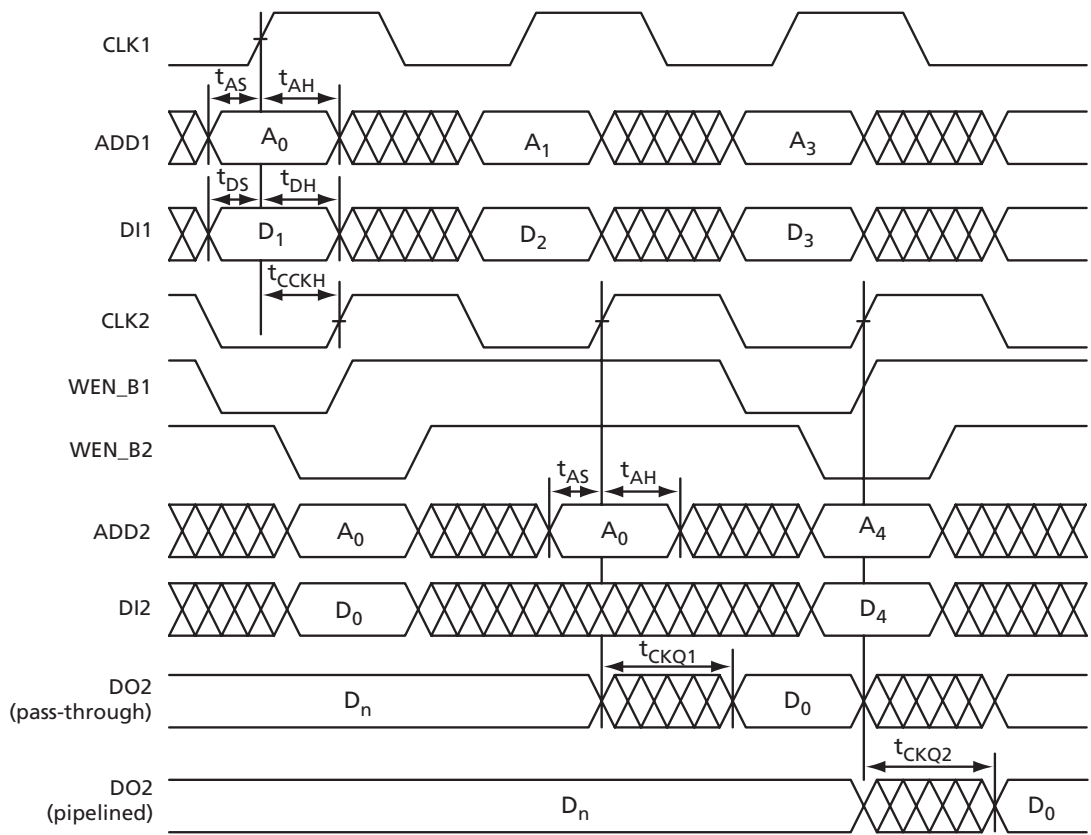 CLK1
tAS tAH
ADD1 A0 A1 A3
tDS tDH
DI1 D1 D2 D3
tCCKH
CLK2
WEN_B1
WEN_B2
tAS tAH
ADD2 A0 A0 A4
DI2 D0 D4
tCKQ1
DO2
(pass-through) Dn D0
tCKQ2
DO2
(pipelined) Dn D0